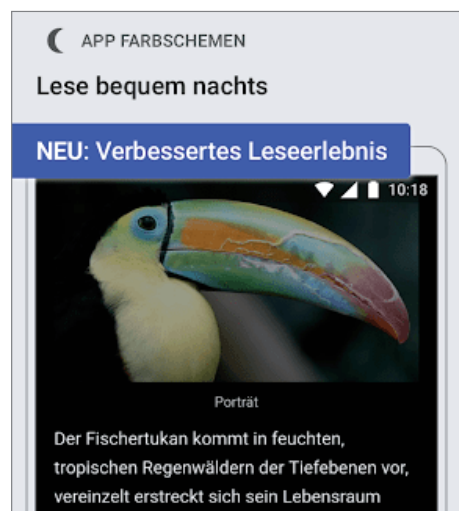 APP FARBSCHEMEN
Lese bequem nachts
NEU: Verbessertes Leseerlebnis
10:18
Porträt
Der Fischertukan kommt in feuchten,
tropischen Regenwäldern der Tiefebenen vor,
vereinzelt erstreckt sich sein Lebensraum